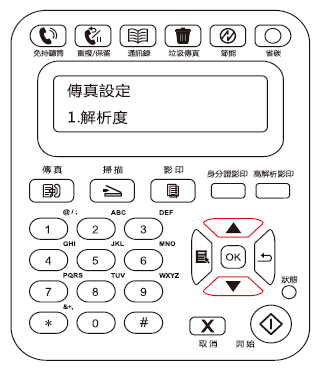 免持聽筒 重撥/保留 通訊錄 垃圾傳真 節能 省碳
傳真設定
1.解析度
傳真 掃描 影印 身分證影印 高解析影印
@/; ABC DEF
1 2 3
GHI JKL MNO
4 5 6 OK
PQRS TUV WXYZ
7 8 9 狀態
&+,
* 0 # X
取消 開始